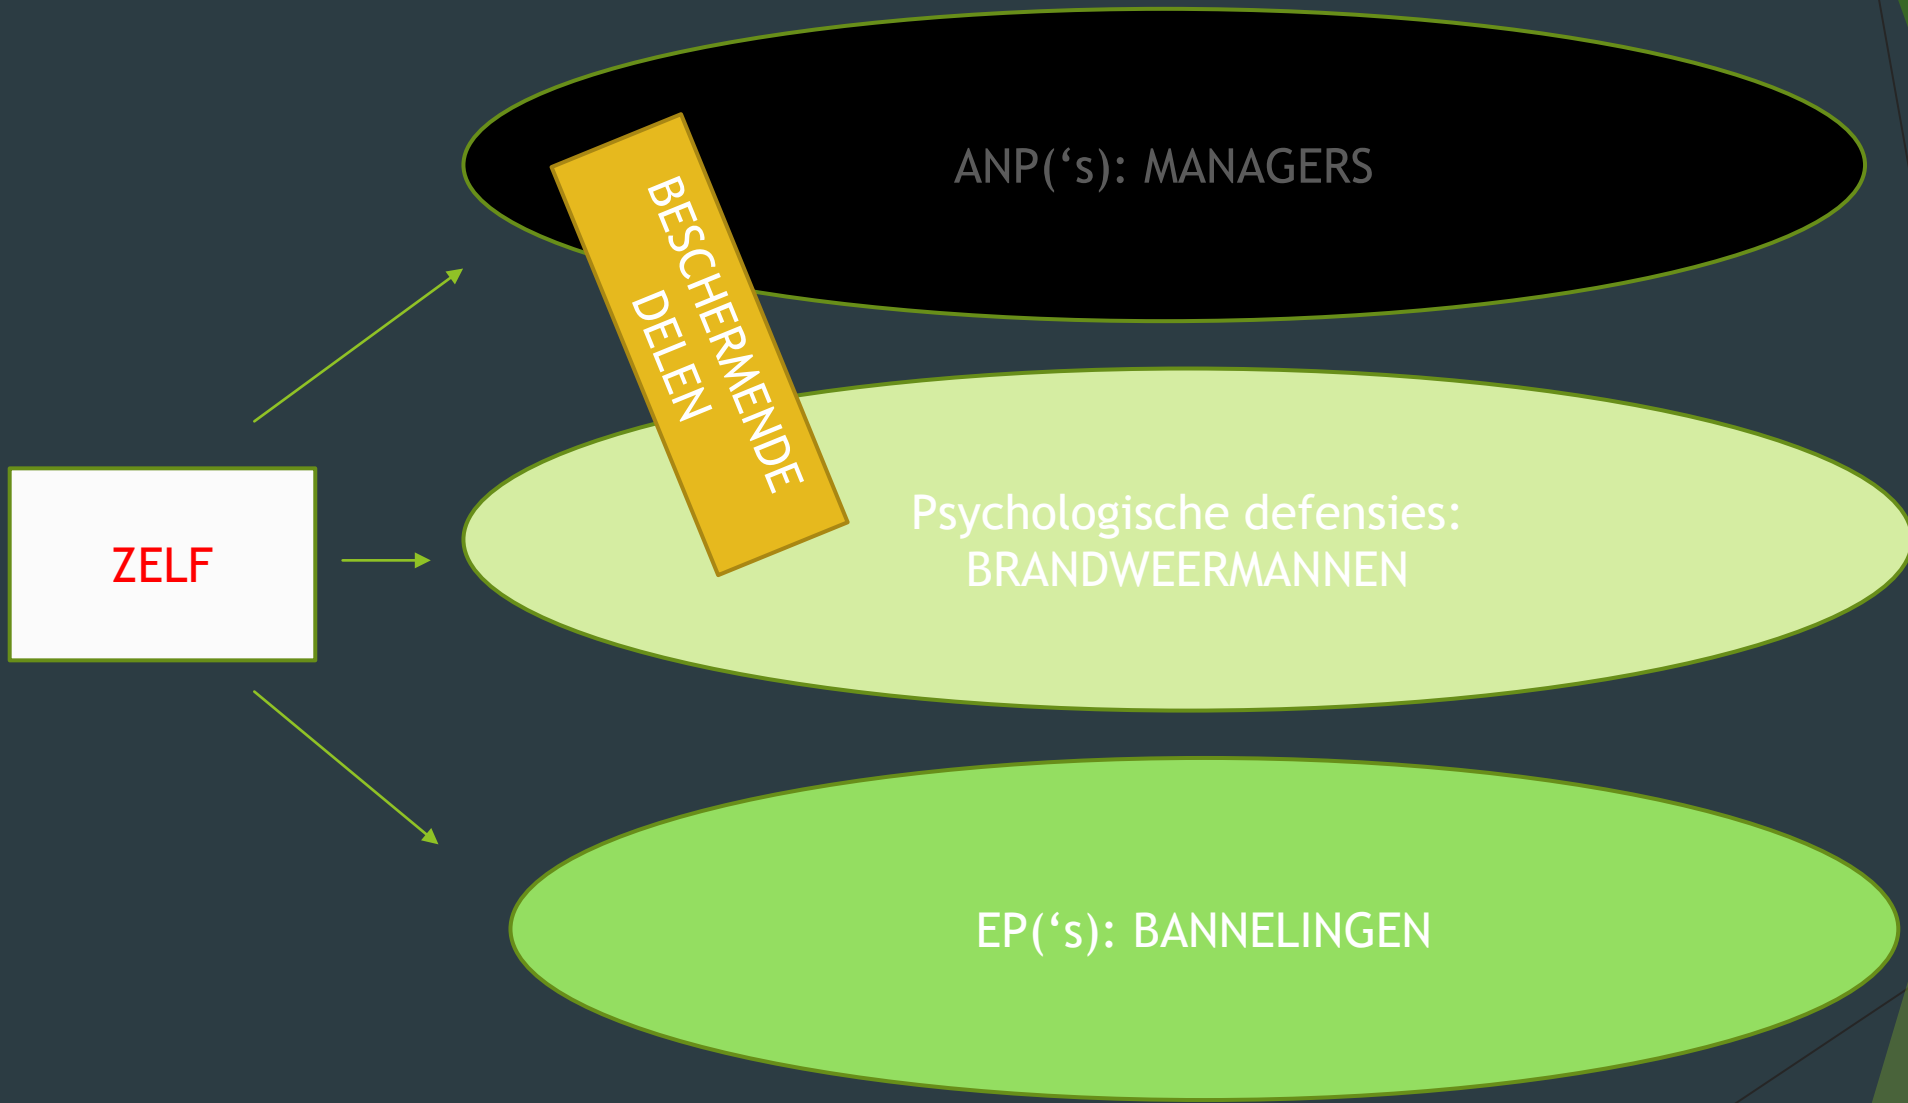 ANP(‘s): MANAGERS
BESCHERMENDE
DELEN
ZELF
Psychologische defensies:
BRANDWEERMANNEN
EP(‘s): BANNELINGEN